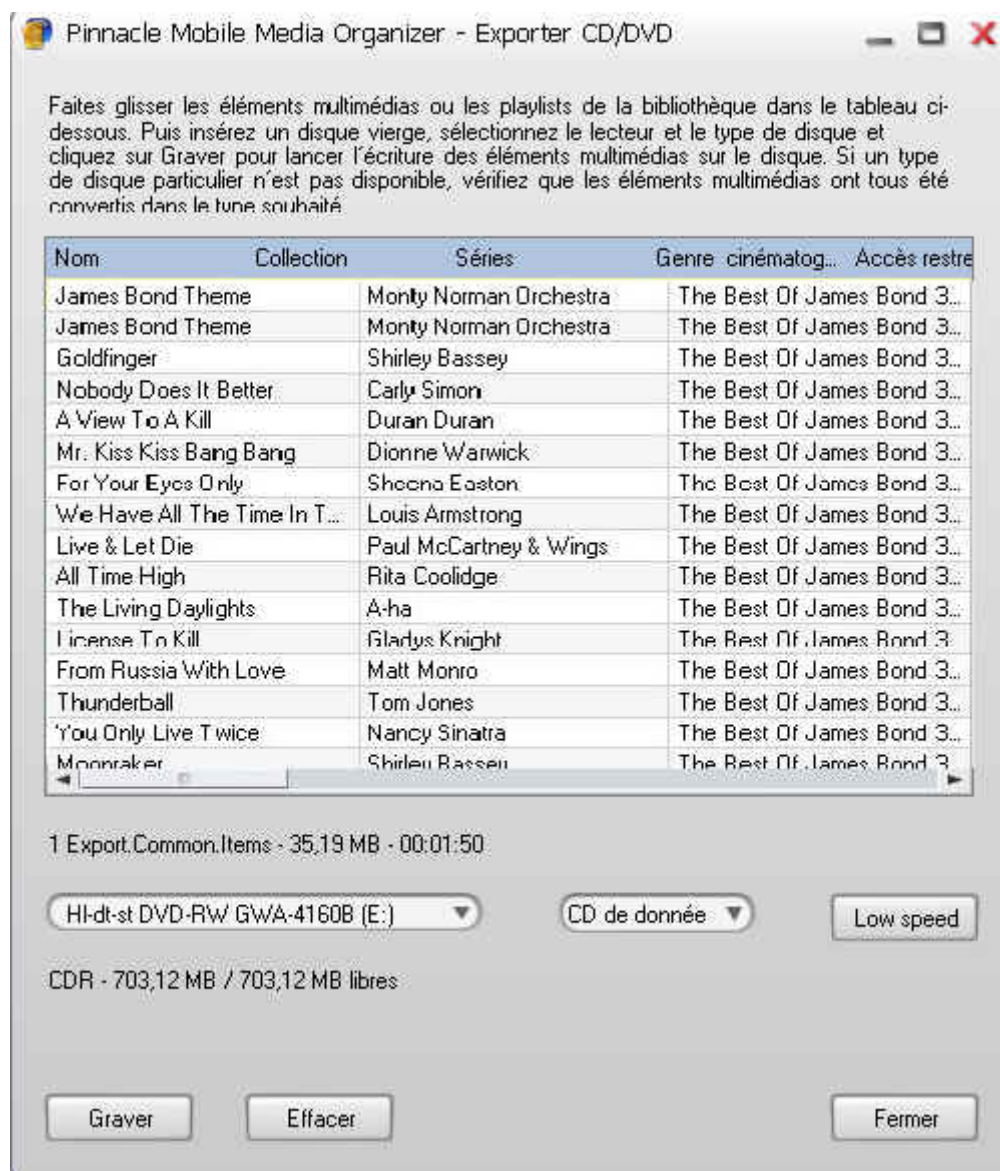 Pinnacle Mobile Media Organizer - Exporter CD/DVD
Faites glisser les éléments multimédias ou les playlists de la bibliothèque dans le tableau ci-
dessous. Puis insérez un disque vierge, sélectionnez le lecteur et le type de disque et
cliquez sur Graver pour lancer l'écriture des éléments multimédias sur le disque. Si un type
de disque particulier n'est pas disponible, vérifiez que les éléments multimédias ont tous été
convertis dans le type souhaité
Nom Collection Séries Genre cinématog... Accès restre
James Bond Theme Monty Norman Orchestra The Best Of James Bond 3...
James Bond Theme Monty Norman Orchestra The Best Of James Bond 3...
Goldfinger Shirley Bassey The Best Of James Bond 3...
Nobody Does It Better Carly Simon The Best Of James Bond 3...
A View To A Kill Duran Duran The Best Of James Bond 3...
Mr. Kiss Kiss Bang Bang Dionne Warwick The Best Of James Bond 3...
For Your Eyes Only Sheena Easton The Best Of James Bond 3...
We Have All The Time In T... Louis Armstrong The Best Of James Bond 3...
Live & Let Die Paul McCartney & Wings The Best Of James Bond 3...
All Time High Rita Coolidge The Best Of James Bond 3...
The Living Daylights A-ha The Best Of James Bond 3...
License To Kill Gladys Knight The Best Of James Bond 3
From Russia With Love Matt Monro The Best Of James Bond 3...
Thunderball Tom Jones The Best Of James Bond 3...
You Only Live Twice Nancy Sinatra The Best Of James Bond 3...
Moonraker Shirley Bassey The Best Of James Bond 3
1 Export.Common.Items - 35,19 MB - 00:01:50
Hl-dt-st DVD-RW GWA-4160B (E:) CD de donnée Low speed
CDR - 703,12 MB / 703,12 MB libres
Graver Effacer Fermer